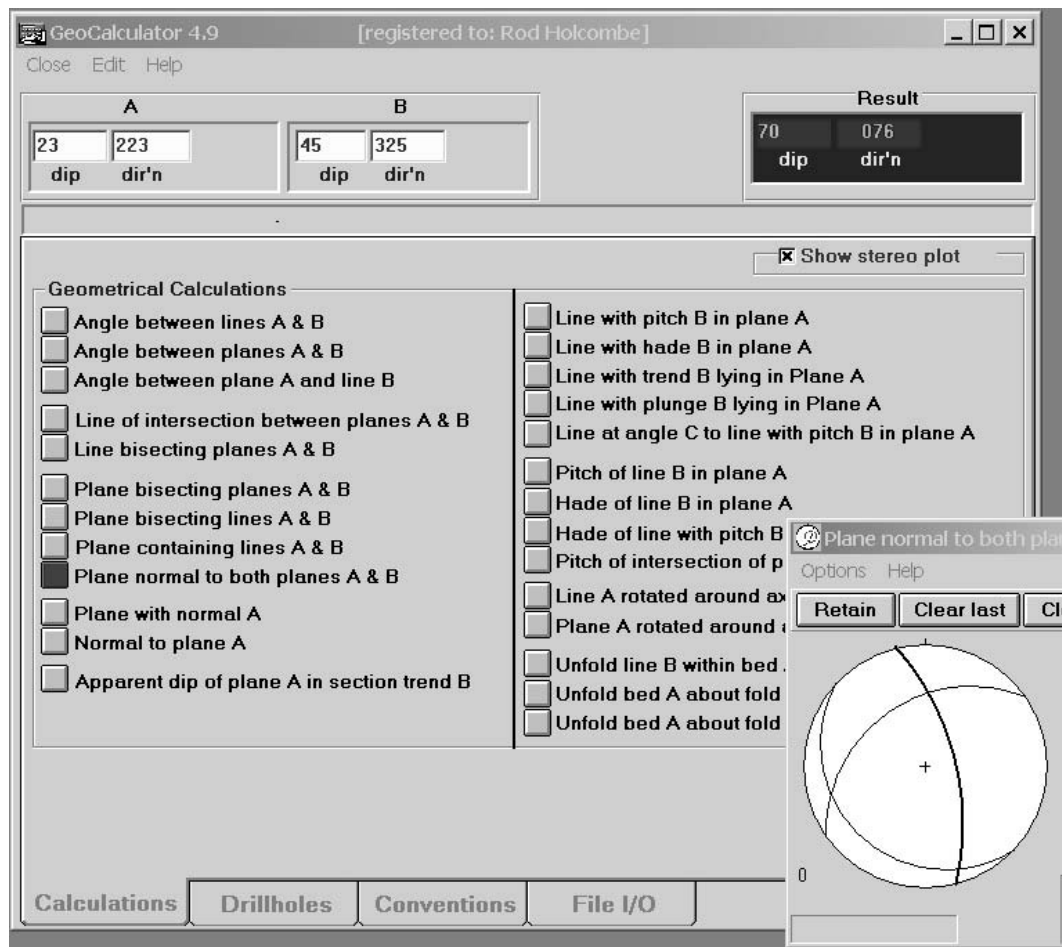 GeoCalculator 4.9 [registered to: Rod Holcombe]
Close Edit Help
A
23 223
dip dir'n
B
45 325
dip dir'n
Result
70 076
dip dir'n
Show stereo plot
Geometrical Calculations
Angle between lines A & B
Angle between planes A & B
Angle between plane A and line B
Line of intersection between planes A & B
Line bisecting planes A & B
Plane bisecting planes A & B
Plane bisecting lines A & B
Plane containing lines A & B
Plane normal to both planes A & B
Plane with normal A
Normal to plane A
Apparent dip of plane A in section trend B
Line with pitch B in plane A
Line with hade B in plane A
Line with trend B lying in Plane A
Line with plunge B lying in Plane A
Line at angle C to line with pitch B in plane A
Pitch of line B in plane A
Hade of line B in plane A
Hade of line with pitch B
Pitch of intersection of p
Line A rotated around ax
Plane A rotated around a
Unfold line B within bed
Unfold bed A about fold
Unfold bed A about fold
Plane normal to both pla
Options Help
Retain Clear last Cl
0
Calculations Drillholes Conventions File I/O